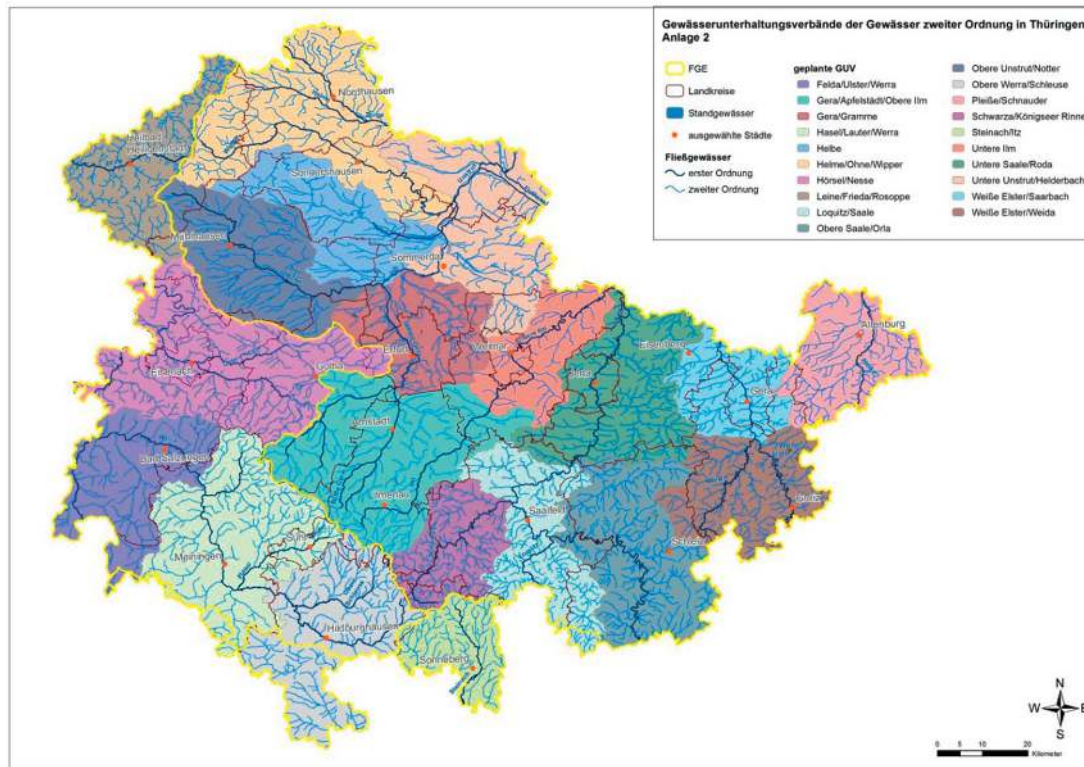 Gewässerunterhaltungsverbände der Gewässer zweiter Ordnung in Thüringen
Anlage 2
FGE
Landkreise
Standgewässer
ausgewählte Städte
Fließgewässer
erster Ordnung
zweiter Ordnung
geplante GUV
Felda/Ulster/Werra
Gera/Apfelstädt/Obere Ilm
Gera/Gramme
Hasel/Lauter/Werra
Helbe
Helme/Ohne/Wipper
Hörsel/Nesse
Leine/Frieda/Rosoppe
Loquitz/Saale
Obere Saale/Orla
Obere Unstrut/Notter
Obere Werra/Schleuse
Pleiße/Schnauder
Schwarza/Königseer Rinne
Steinach/Itz
Untere Ilm
Untere Saale/Roda
Untere Unstrut/Helderbach
Weiße Elster/Saarbach
Weiße Elster/Weida
Nordhausen
Heilbad
Heiligenstadt
Sondershausen
Mühlhausen
Sömmerda
Altenburg
Eisenberg
Erfurt
Weimar
Gotha
Eisenach
Jena
Gera
Arnstadt
Bad Salzungen
Ilmenau
Greiz
Saalfeld
Suhl
Schleiz
Meiningen
Hildburghausen
Sonneberg
N
W E
S
0 5 10 20
Kilometer